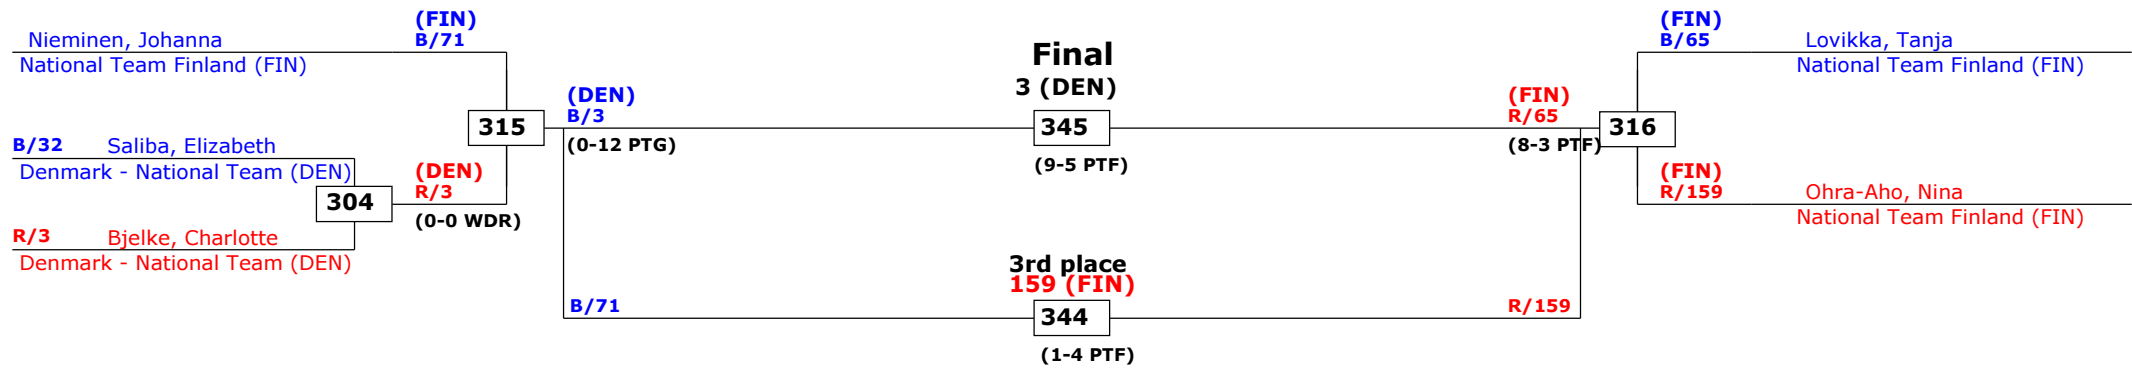 (FIN)
B/71
Nieminen, Johanna
National Team Finland (FIN)
315
B/32 Saliba, Elizabeth
Denmark - National Team (DEN)
304
(DEN)
R/3
(0-0 WDR)
R/3 Bjelke, Charlotte
Denmark - National Team (DEN)
(DEN)
B/3
(0-12 PTG)
B/71
Final
3 (DEN)
345
(9-5 PTF)
3rd place
159 (FIN)
344
(1-4 PTF)
(FIN)
R/65
(8-3 PTF)
R/159
316
(FIN)
B/65 Lovikka, Tanja
National Team Finland (FIN)
(FIN)
R/159 Ohra-Aho, Nina
National Team Finland (FIN)